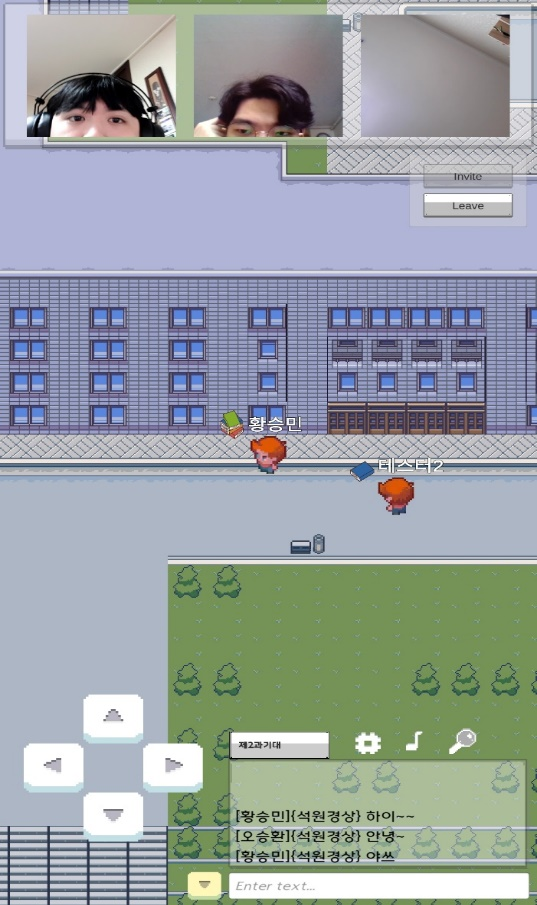 Invite
Leave
황승민
테스터2
제2과기대
[황승민]{석원경상} 하이~~
[오승환]{석원경상} 안녕~
[황승민]{석원경상} 야쓰
Enter text...